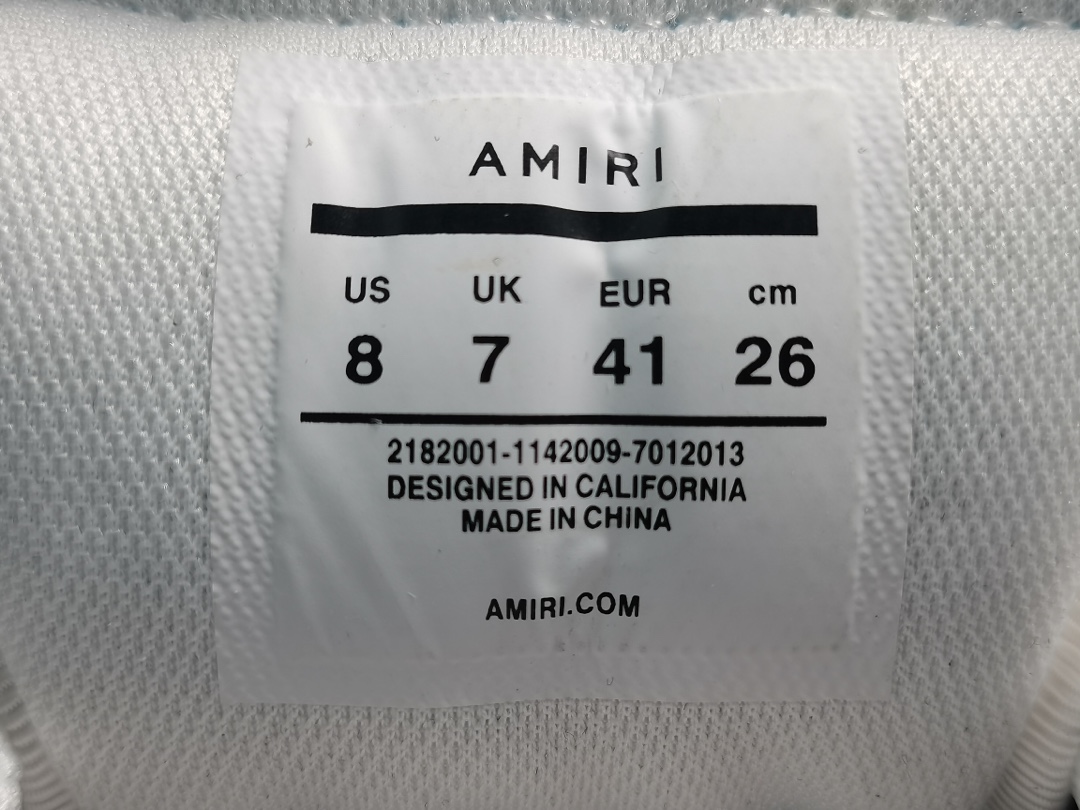 AMIRI
US UK EUR cm
8 7 41 26
2182001-1142009-7012013
DESIGNED IN CALIFORNIA
MADE IN CHINA
AMIRI.COM